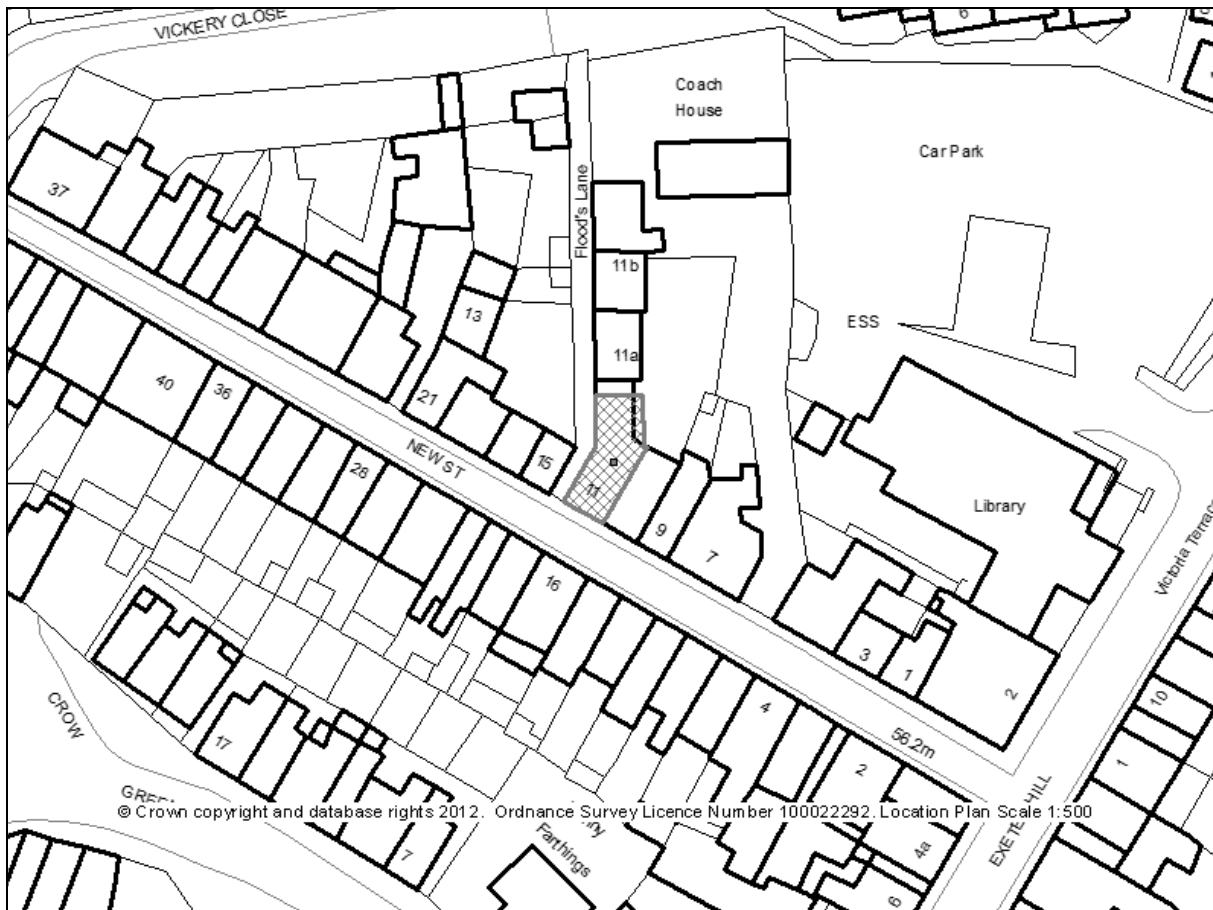 VICKERY CLOSE
6
Coach
House
Car Park
37
Flood's Lane
11b
13
ESS
11a
40
36
21
NEW ST
15
28
11
9
Library
7
Victoria Terrace
16
3
1
2
10
4
56.2m
CROW
17
2
1
© Crown copyright and database rights 2012. Ordnance Survey Licence Number 100022292. Location Plan Scale 1:500
7
Farthings
4a
EXETER HILL
6